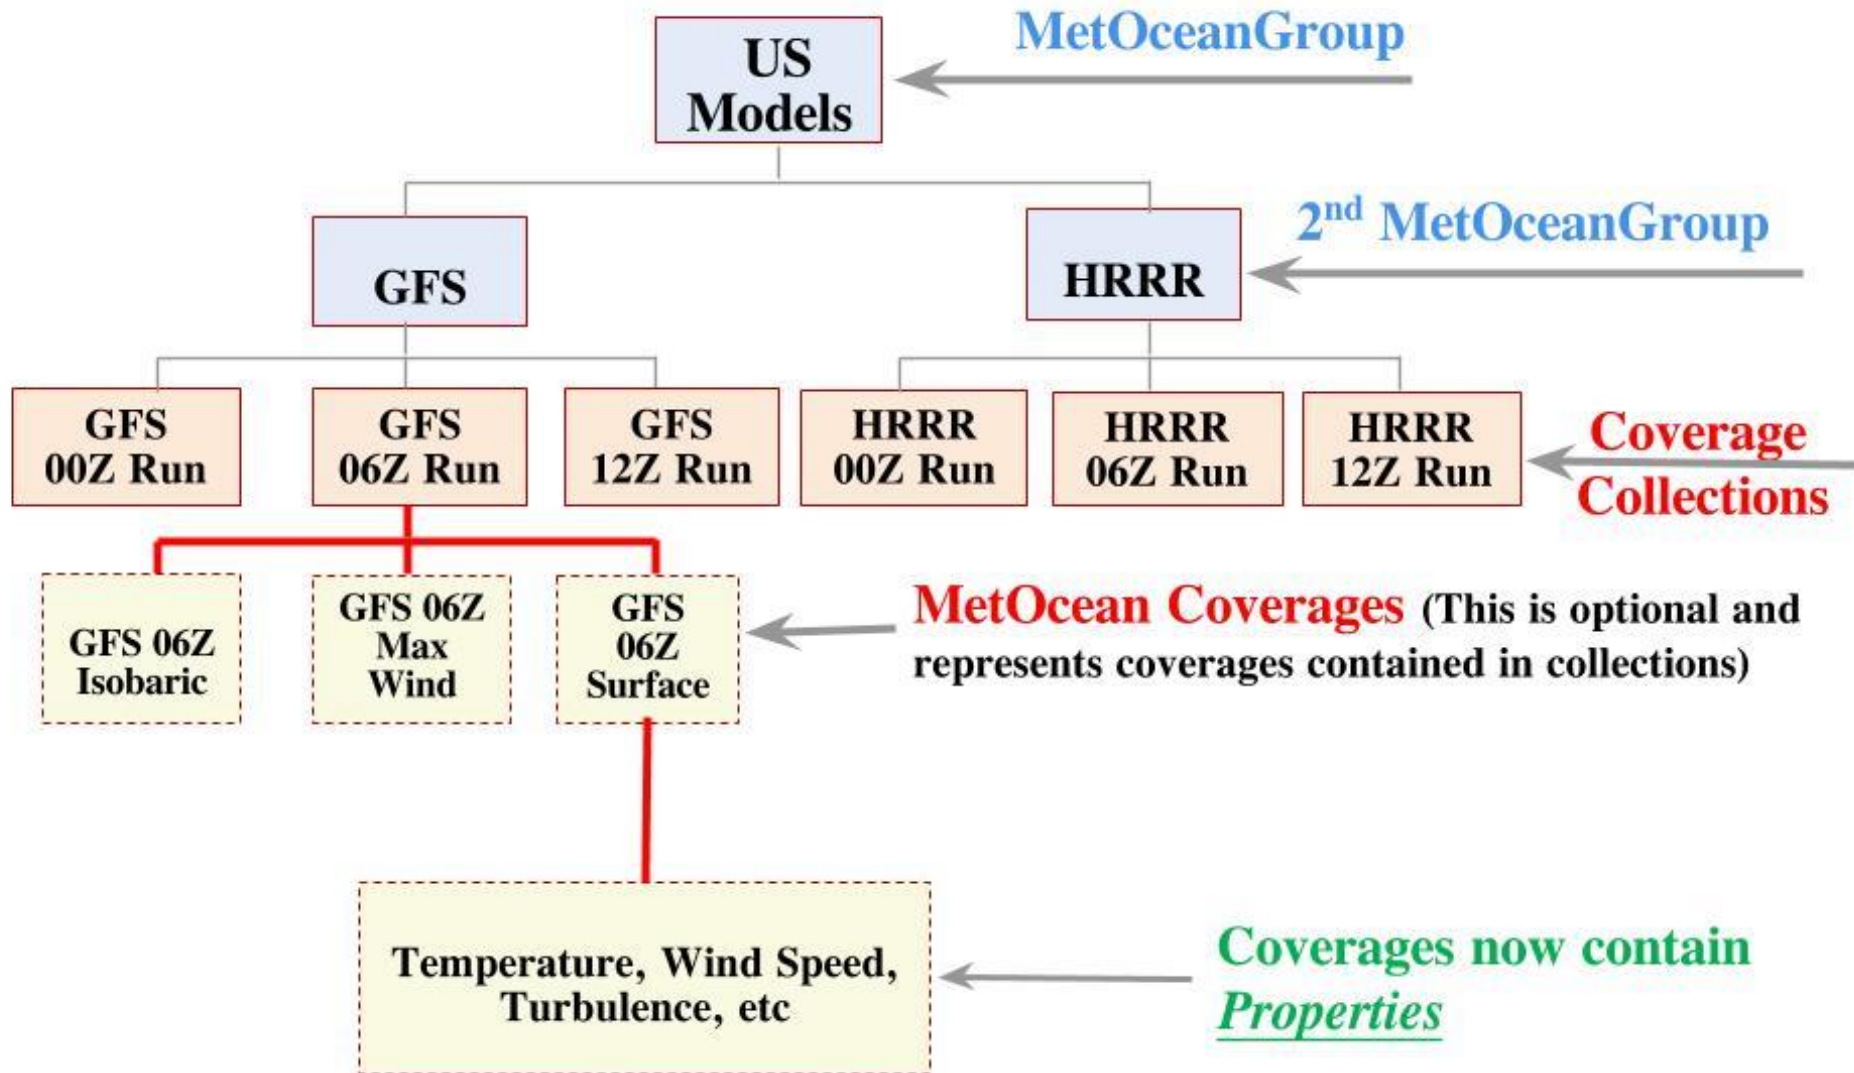 US
Models
MetOceanGroup
GFS
HRRR
2nd MetOceanGroup
GFS
00Z Run
GFS
06Z Run
GFS
12Z Run
HRRR
00Z Run
HRRR
06Z Run
HRRR
12Z Run
Coverage
Collections
GFS 06Z
Isobaric
GFS 06Z
Max
Wind
GFS
06Z
Surface
MetOcean Coverages (This is optional and
represents coverages contained in collections)
Temperature, Wind Speed,
Turbulence, etc
Coverages now contain
Properties